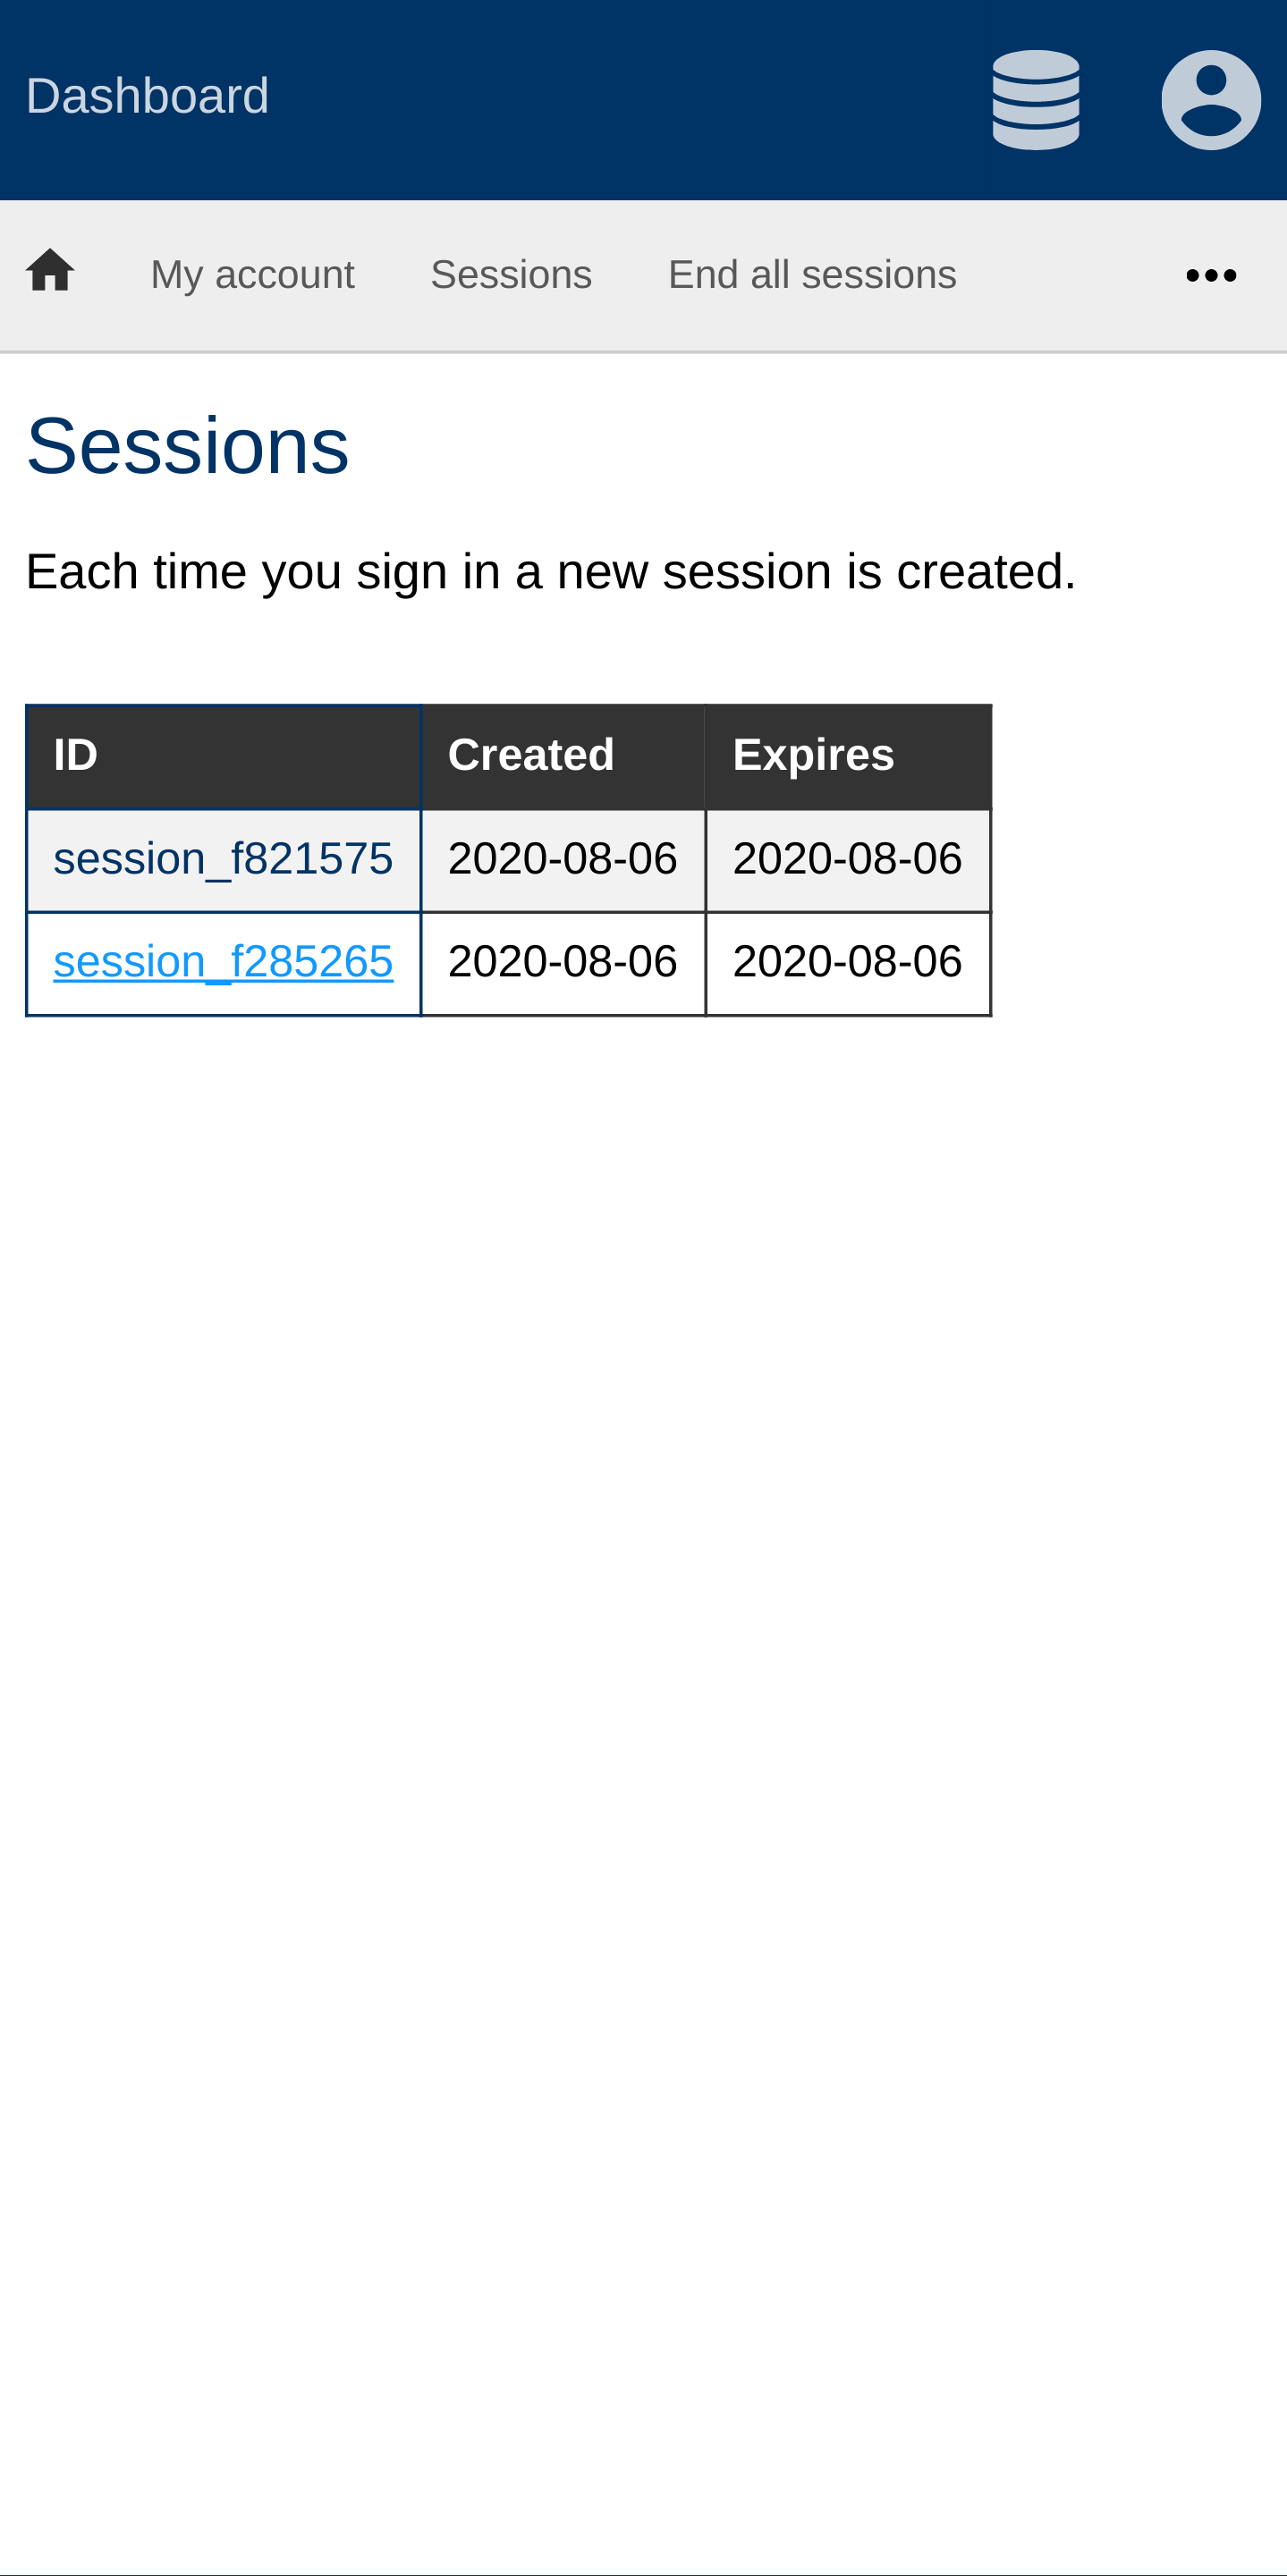 Dashboard
My account Sessions End all sessions
Sessions
Each time you sign in a new session is created.
ID Created Expires
session_f821575 2020-08-06 2020-08-06
session_f285265 2020-08-06 2020-08-06